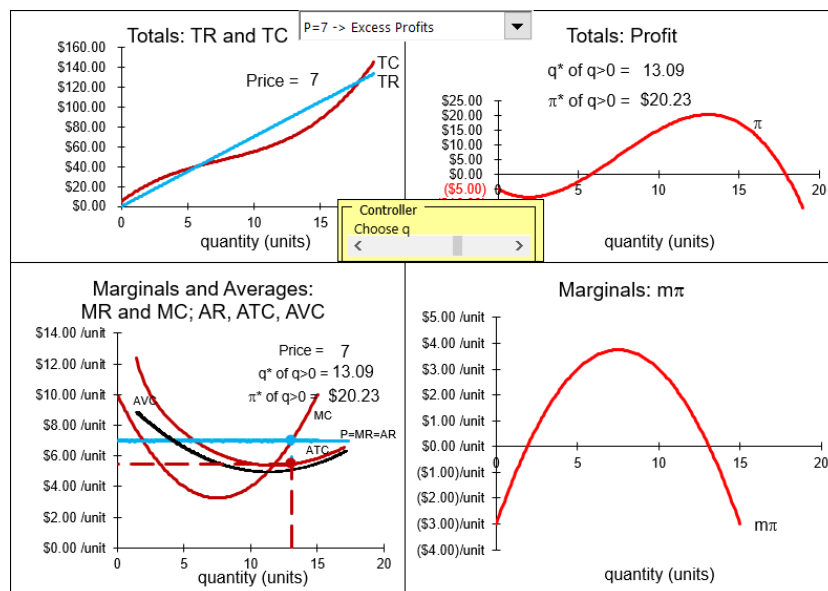 Totals: TR and TC
P=7 -> Excess Profits
$160.00
$140.00
$120.00
$100.00
$80.00
$60.00
$40.00
$20.00
$0.00
Price = 7
TC
TR
0
5
10
15
quantity (units)
Totals: Profit
q* of q>0 = 13.09
π* of q>0 = $20.23
$25.00
$20.00
$15.00
$10.00
$5.00
$0.00
($5.00)
π
0
5
10
15
20
quantity (units)
Controller
Choose q
Marginals and Averages:
MR and MC; AR, ATC, AVC
$14.00 /unit
$12.00 /unit
$10.00 /unit
$8.00 /unit
$6.00 /unit
$4.00 /unit
$2.00 /unit
$0.00 /unit
Price = 7
q* of q>0 = 13.09
π* of q>0 = $20.23
AVC
MC
P=MR=AR
ATC
0
5
10
15
20
quantity (units)
Marginals: mπ
$5.00 /unit
$4.00 /unit
$3.00 /unit
$2.00 /unit
$1.00 /unit
$0.00 /unit
($1.00)/unit
($2.00)/unit
($3.00)/unit
($4.00)/unit
0
5
10
15
20
mπ
quantity (units)